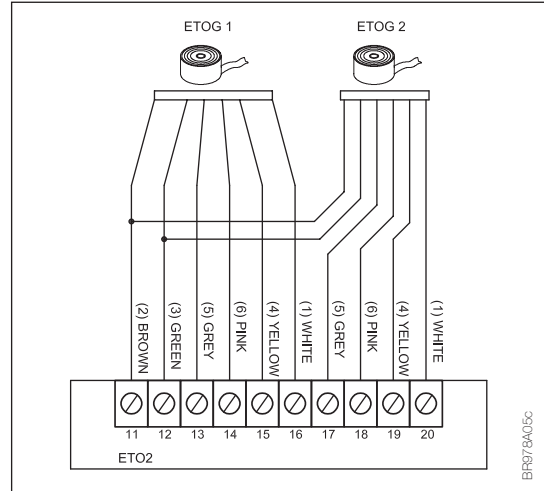 ETOG 1
ETOG 2
(2) BROWN
(3) GREEN
(5) GREY
(6) PINK
(4) YELLOW
(1) WHITE
(5) GREY
(6) PINK
(4) YELLOW
(1) WHITE
11
12
13
14
15
16
17
18
19
20
ETO2
BR978A05c